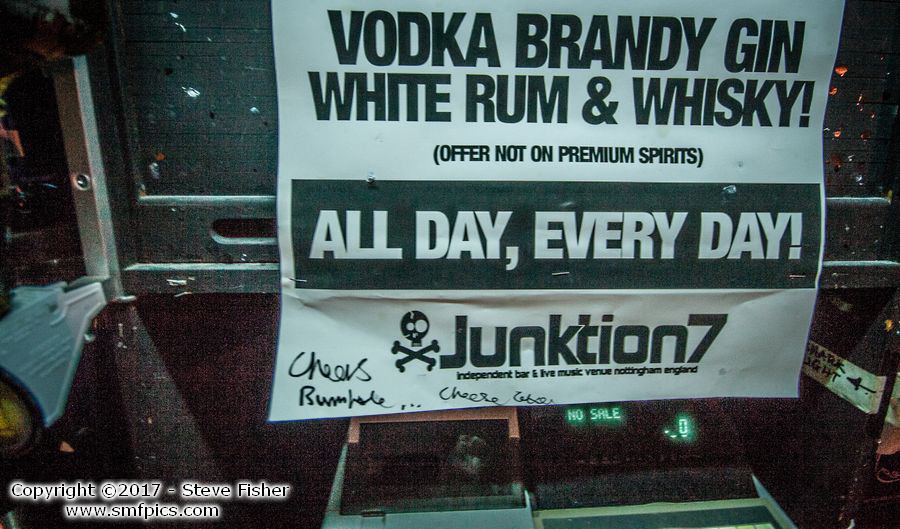 VODKA BRANDY GIN
WHITE RUM & WHISKY!
(OFFER NOT ON PREMIUM SPIRITS)
ALL DAY, EVERY DAY!
Junktion7
independent bar & live music venue nottingham england
Cheers
NO SALE
Copyright ©2017 - Steve Fisher
www.smfpics.com